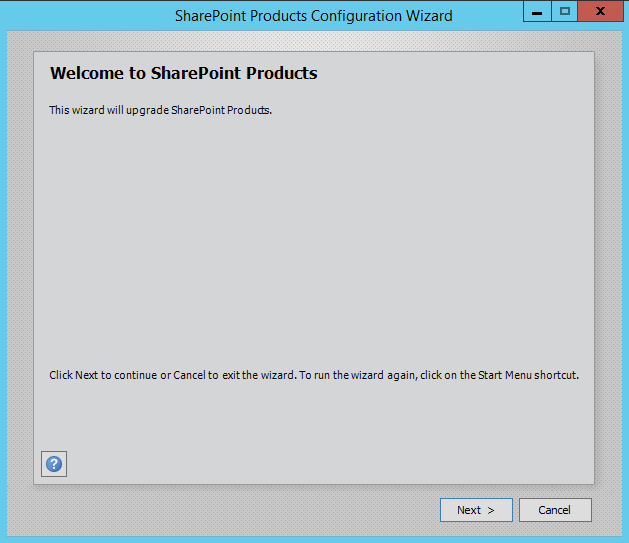 SharePoint Products Configuration Wizard
Welcome to SharePoint Products
This wizard will upgrade SharePoint Products.
Click Next to continue or Cancel to exit the wizard. To run the wizard again, click on the Start Menu shortcut.
?
Next >
Cancel